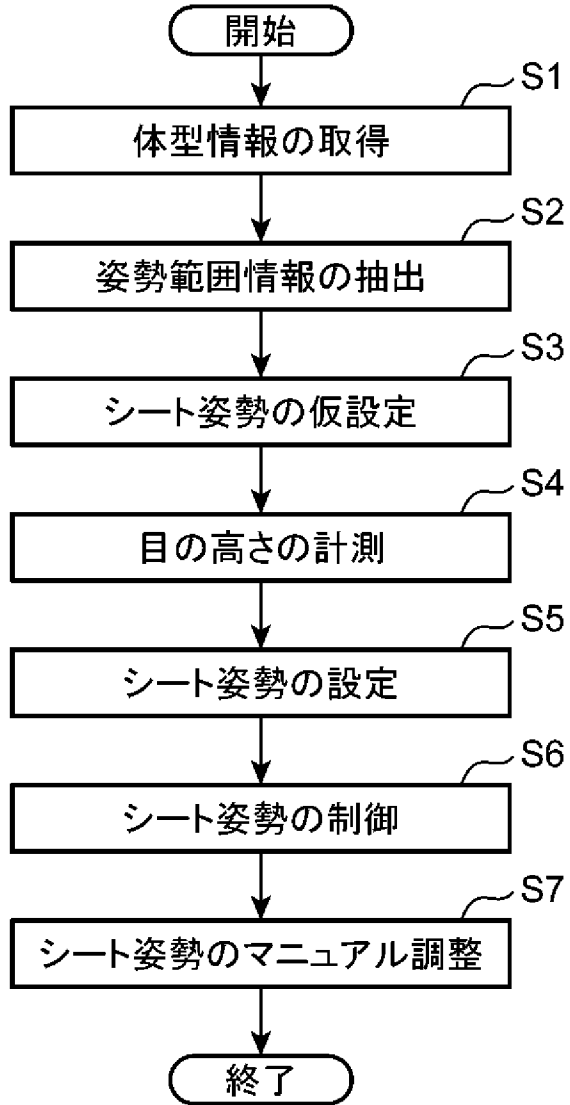 開始
S1
体型情報の取得
S2
姿勢範囲情報の抽出
S3
シート姿勢の仮設定
S4
目の高さの計測
S5
シート姿勢の設定
S6
シート姿勢の制御
S7
シート姿勢のマニュアル調整
終了